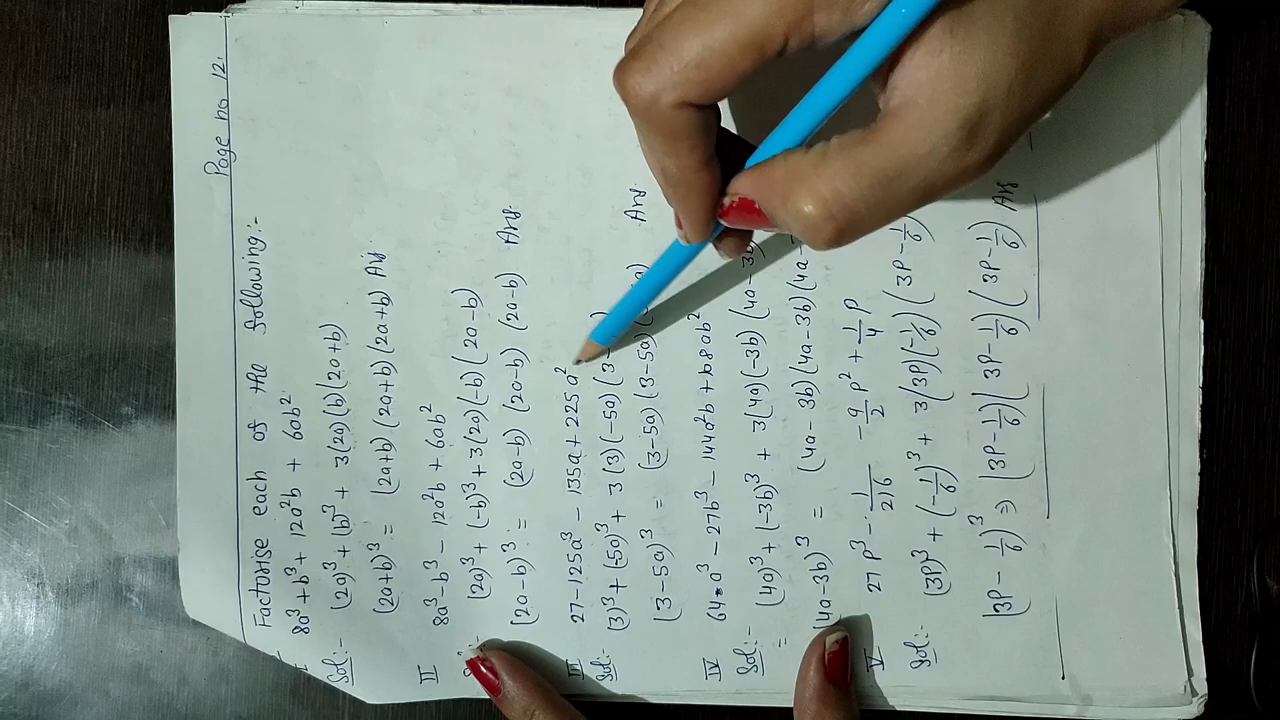 Page no 12.
Factorise each of the following:-
I
8a³ + b³ + 12a²b + 6ab²
Sol:- (2a)³ + (b)³ + 3(2a)(b)(2a+b)
(2a+b)³ = (2a+b)(2a+b)(2a+b) Ans.
II 8a³ - b³ - 12a²b + 6ab²
(2a)³ + (-b)³ + 3(2a)(-b)(2a-b)
(2a-b)³ = (2a-b) (2a-b) (2a-b) Ans.
III 27 - 125a³ - 135a + 225a²
Sol:- (3)³ + (-5a)³ + 3(3)(-5a)(3-
(3-5a)³ = (3-5a)(3-5a)( a) Ans.
IV 64a³ - 27b³ - 144a²b + 108ab²
Sol:- (4a)³ + (-3b)³ + 3(4a)(-3b)(4a-3b
= (4a-3b)³ = (4a-3b)(4a-3b)(4a-
V 27P³ - 1/216 - 9/2 P² + 1/4 P
Sol:- (3P)³ + (-1/6)³ + 3(3P)(-1/6)(3P-1/6)
(3P - 1/6)³ ⇒ (3P-1/6)(3P-1/6)(3P-1/6) Ans